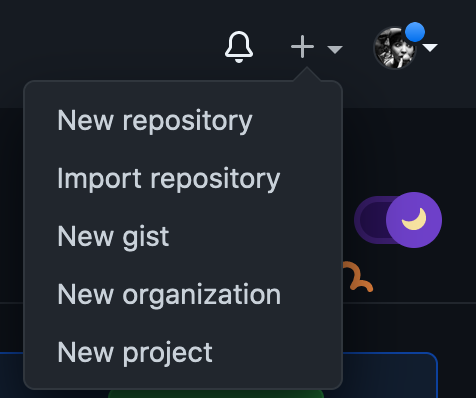 New repository
Import repository
New gist
New organization
New project